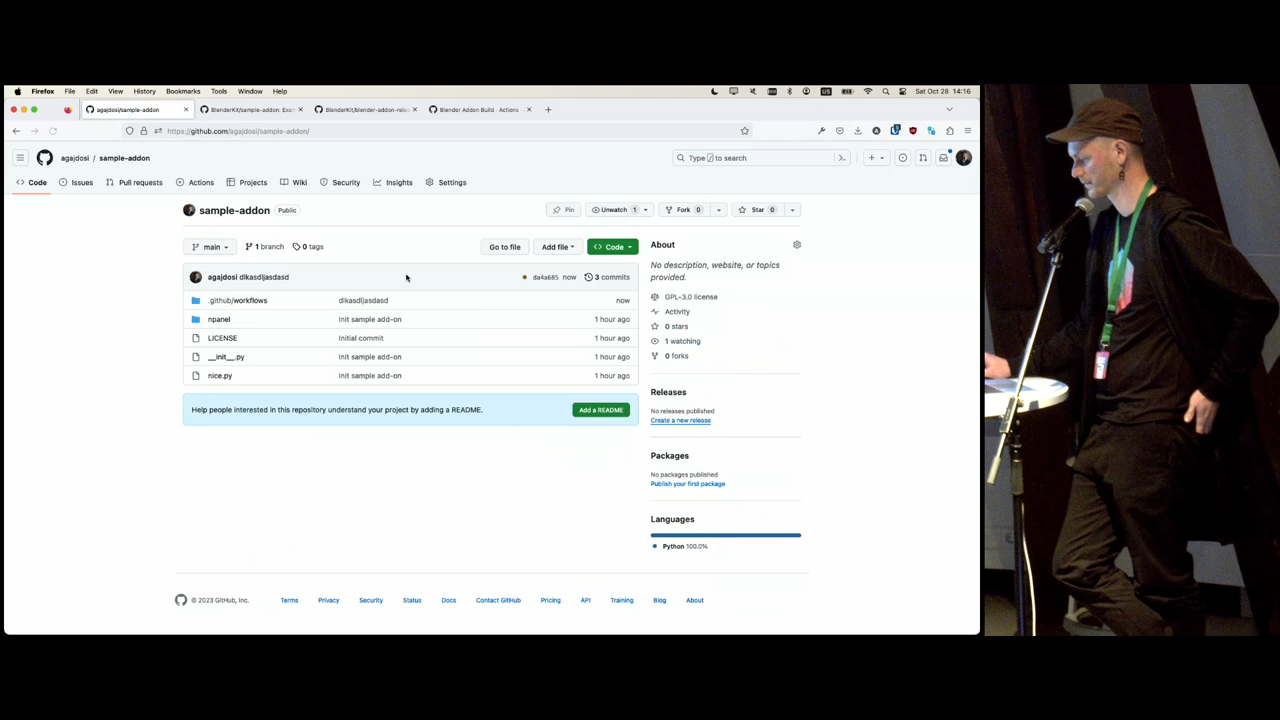 Firefox File Edit View History Bookmarks Tools Window Help US Sat Oct 28 14:16
agajdosi/sample-addon BlenderKit/sample-addon: Exam BlenderKit/blender-addon-rele Blender Addon Build · Actions ·
https://github.com/agajdosi/sample-addon/
agajdosi / sample-addon Type / to search
Code Issues Pull requests Actions Projects Wiki Security Insights Settings
sample-addon Public Pin Unwatch 1 Fork 0 Star 0
main 1 branch 0 tags Go to file Add file Code
agajdosi dlkasdljasdasd da4a685 now 3 commits
.github/workflows dlkasdljasdasd now
npanel Init sample add-on 1 hour ago
LICENSE Initial commit 1 hour ago
__init__.py Init sample add-on 1 hour ago
nice.py Init sample add-on 1 hour ago
Help people interested in this repository understand your project by adding a README. Add a README
About
No description, website, or topics
provided.
GPL-3.0 license
Activity
0 stars
1 watching
0 forks
Releases
No releases published
Create a new release
Packages
No packages published
Publish your first package
Languages
Python 100.0%
© 2023 GitHub, Inc. Terms Privacy Security Status Docs Contact GitHub Pricing API Training Blog About